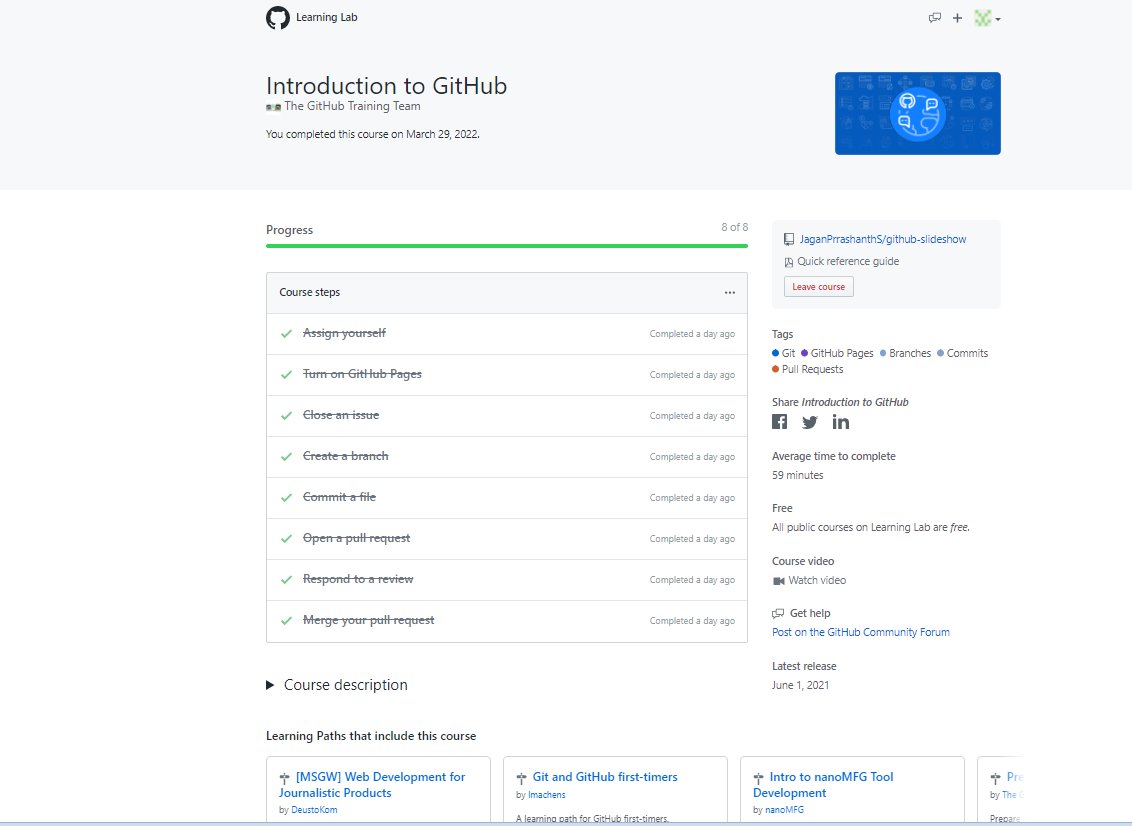 Learning Lab
Introduction to GitHub
The GitHub Training Team
You completed this course on March 29, 2022.
Progress
8 of 8
Course steps
Assign yourself
Completed a day ago
Turn on GitHub Pages
Completed a day ago
Close an issue
Completed a day ago
Create a branch
Completed a day ago
Commit a file
Completed a day ago
Open a pull request
Completed a day ago
Respond to a review
Completed a day ago
Merge your pull request
Completed a day ago
Course description
JaganPrrashanthS/github-slideshow
Quick reference guide
Leave course
Tags
Git GitHub Pages Branches Commits
Pull Requests
Share Introduction to GitHub
Average time to complete
59 minutes
Free
All public courses on Learning Lab are free.
Course video
Watch video
Get help
Post on the GitHub Community Forum
Latest release
June 1, 2021
Learning Paths that include this course
[MSGW] Web Development for
Journalistic Products
by DeustoKom
Git and GitHub first-timers
by lmachens
A learning path for GitHub first-timers.
Intro to nanoMFG Tool
Development
by nanoMFG
by The
Prepare